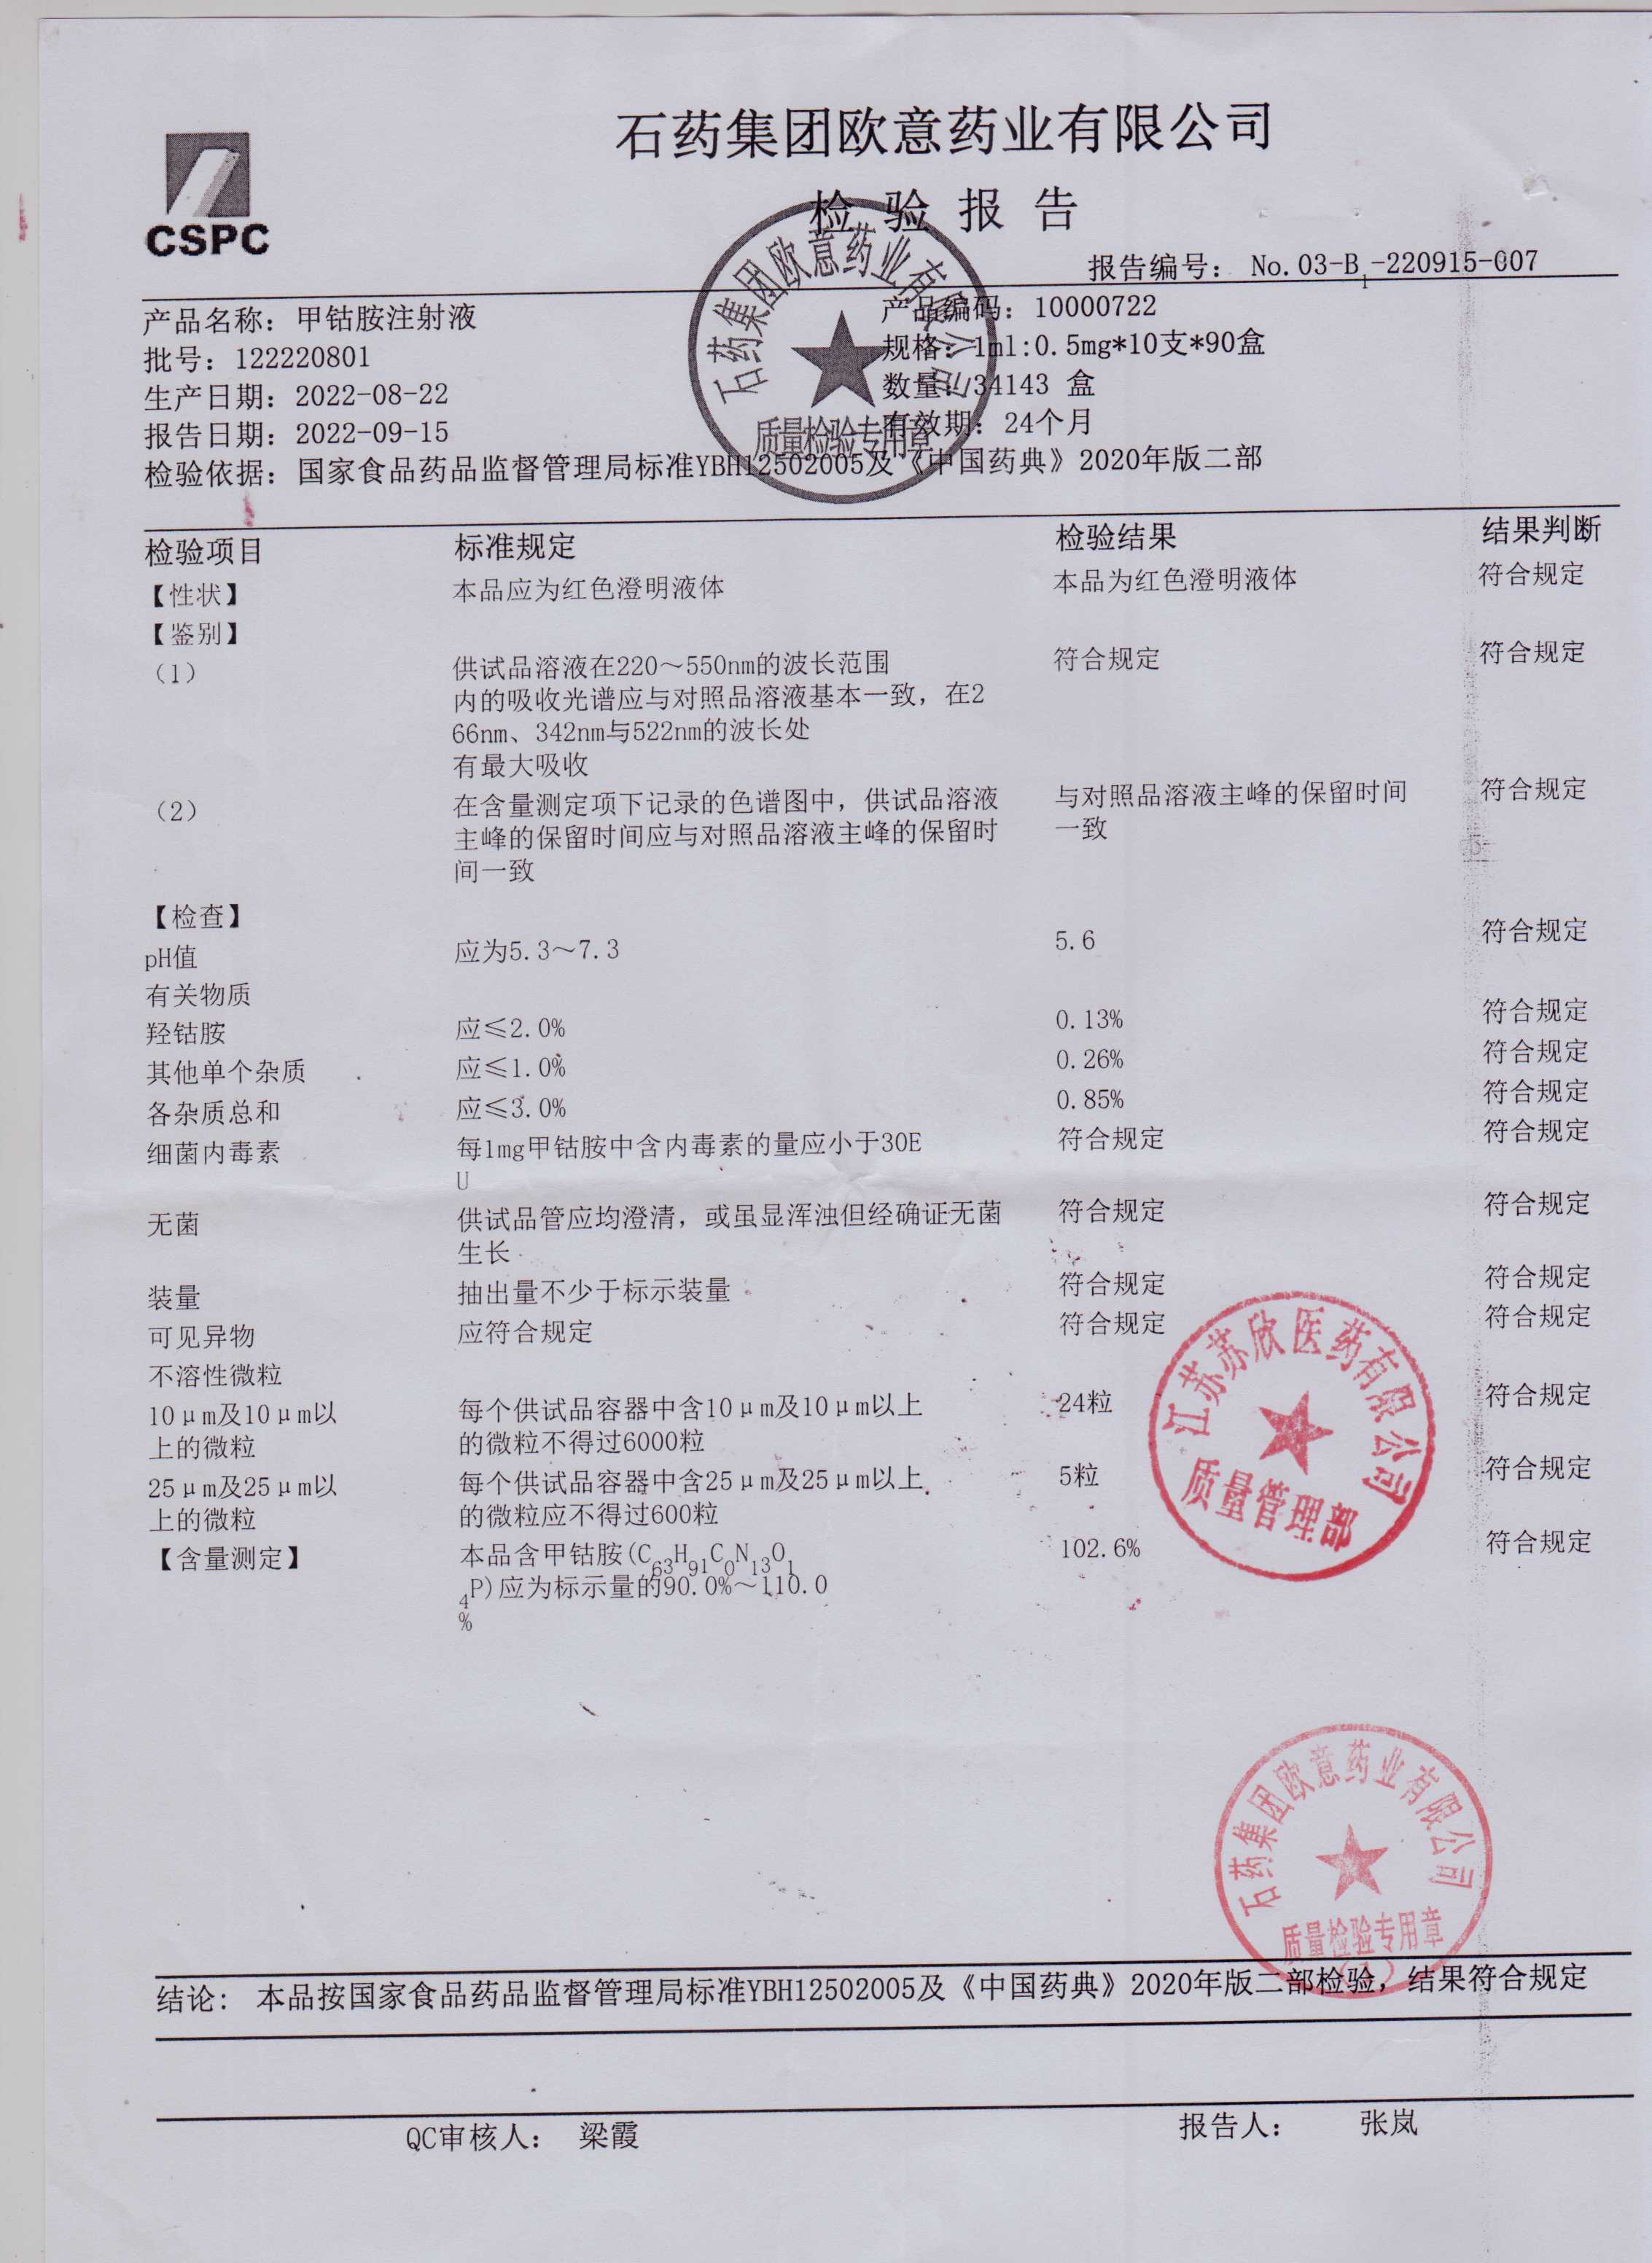 石药集团欧意药业有限公司
检验报告
CSPC
报告编号： No.03-B1-220915-007
产品名称：甲钴胺注射液 产品编码：10000722
批号：122220801 规格：1ml:0.5mg*10支*90盒
生产日期：2022-08-22 数量：34143 盒
报告日期：2022-09-15 有效期：24个月
检验依据：国家食品药品监督管理局标准YBH12502005及《中国药典》2020年版二部
石药集团欧意药业有限公司
质量检验专用章
检验项目 标准规定 检验结果 结果判断
【性状】 本品应为红色澄明液体 本品为红色澄明液体 符合规定
【鉴别】
（1） 供试品溶液在220～550nm的波长范围 符合规定 符合规定
内的吸收光谱应与对照品溶液基本一致，在2
66nm、342nm与522nm的波长处
有最大吸收
（2） 在含量测定项下记录的色谱图中，供试品溶液 与对照品溶液主峰的保留时间 符合规定
主峰的保留时间应与对照品溶液主峰的保留时 一致
间一致
【检查】
pH值 应为5.3～7.3 5.6 符合规定
有关物质
羟钴胺 应≤2.0% 0.13% 符合规定
其他单个杂质 应≤1.0% 0.26% 符合规定
各杂质总和 应≤3.0% 0.85% 符合规定
细菌内毒素 每1mg甲钴胺中含内毒素的量应小于30E 符合规定 符合规定
U
无菌 供试品管应均澄清，或虽显浑浊但经确证无菌 符合规定 符合规定
生长
装量 抽出量不少于标示装量 符合规定 符合规定
可见异物 应符合规定 符合规定 符合规定
不溶性微粒
10μm及10μm以 每个供试品容器中含10μm及10μm以上 24粒 符合规定
上的微粒 的微粒不得过6000粒
25μm及25μm以 每个供试品容器中含25μm及25μm以上 5粒 符合规定
上的微粒 的微粒应不得过600粒
【含量测定】 本品含甲钴胺(C63H91CoN13O1 102.6% 符合规定
4P)应为标示量的90.0%～110.0
%
江苏苏欣医药有限公司
质量管理部
石药集团欧意药业有限公司
质量检验专用章
结论： 本品按国家食品药品监督管理局标准YBH12502005及《中国药典》2020年版二部检验，结果符合规定
QC审核人： 梁霞 报告人： 张岚